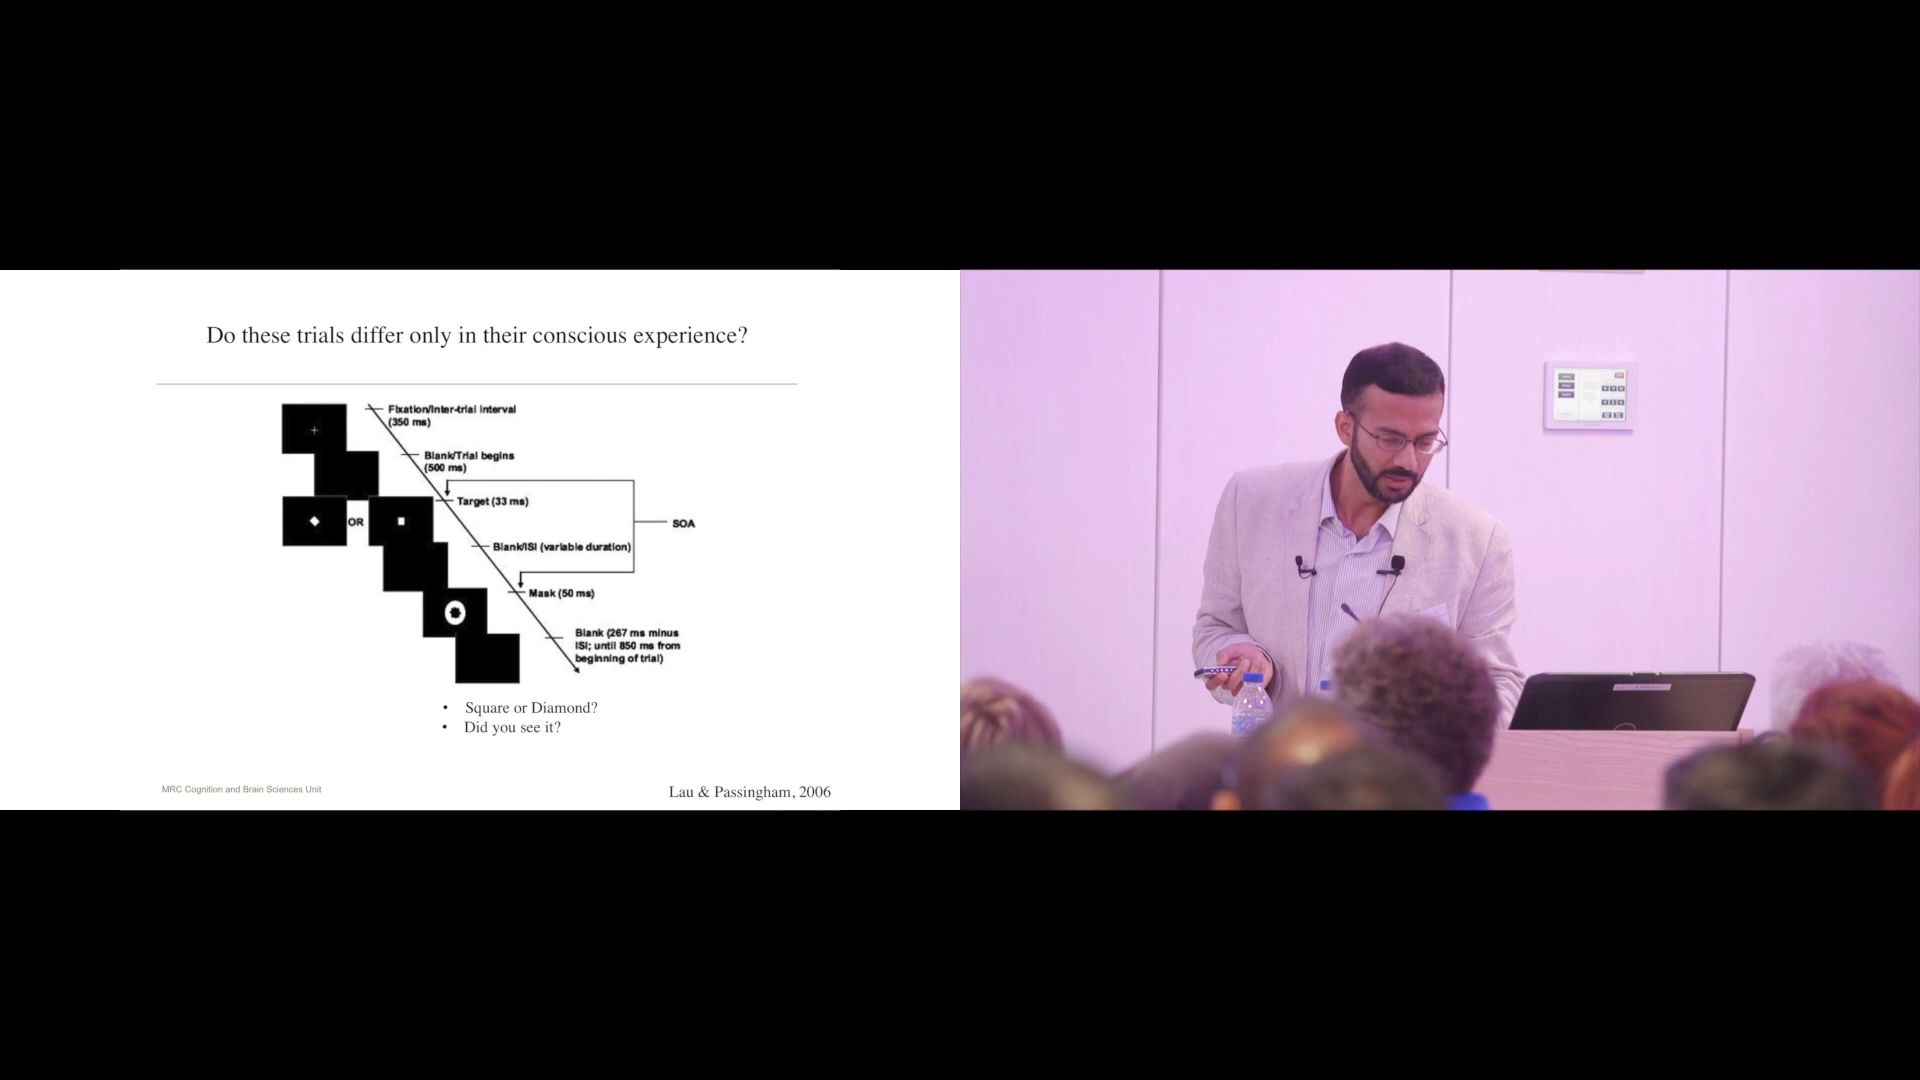 Do these trials differ only in their conscious experience?
Fixation/Inter-trial interval
(350 ms)
Blank/Trial begins
(500 ms)
Target (33 ms)
OR
SOA
Blank/ISI (variable duration)
Mask (50 ms)
Blank (267 ms minus
ISI; until 850 ms from
beginning of trial)
• Square or Diamond?
• Did you see it?
MRC Cognition and Brain Sciences Unit
Lau & Passingham, 2006